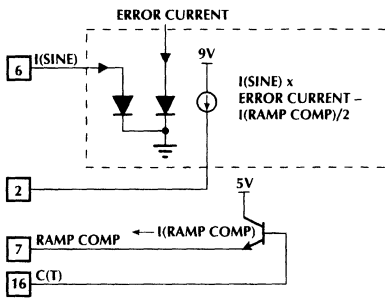 ERROR CURRENT
6 I(SINE)
9V
I(SINE) x
ERROR CURRENT –
I(RAMP COMP)/2
2
5V
I(RAMP COMP)
7 RAMP COMP
16 C(T)